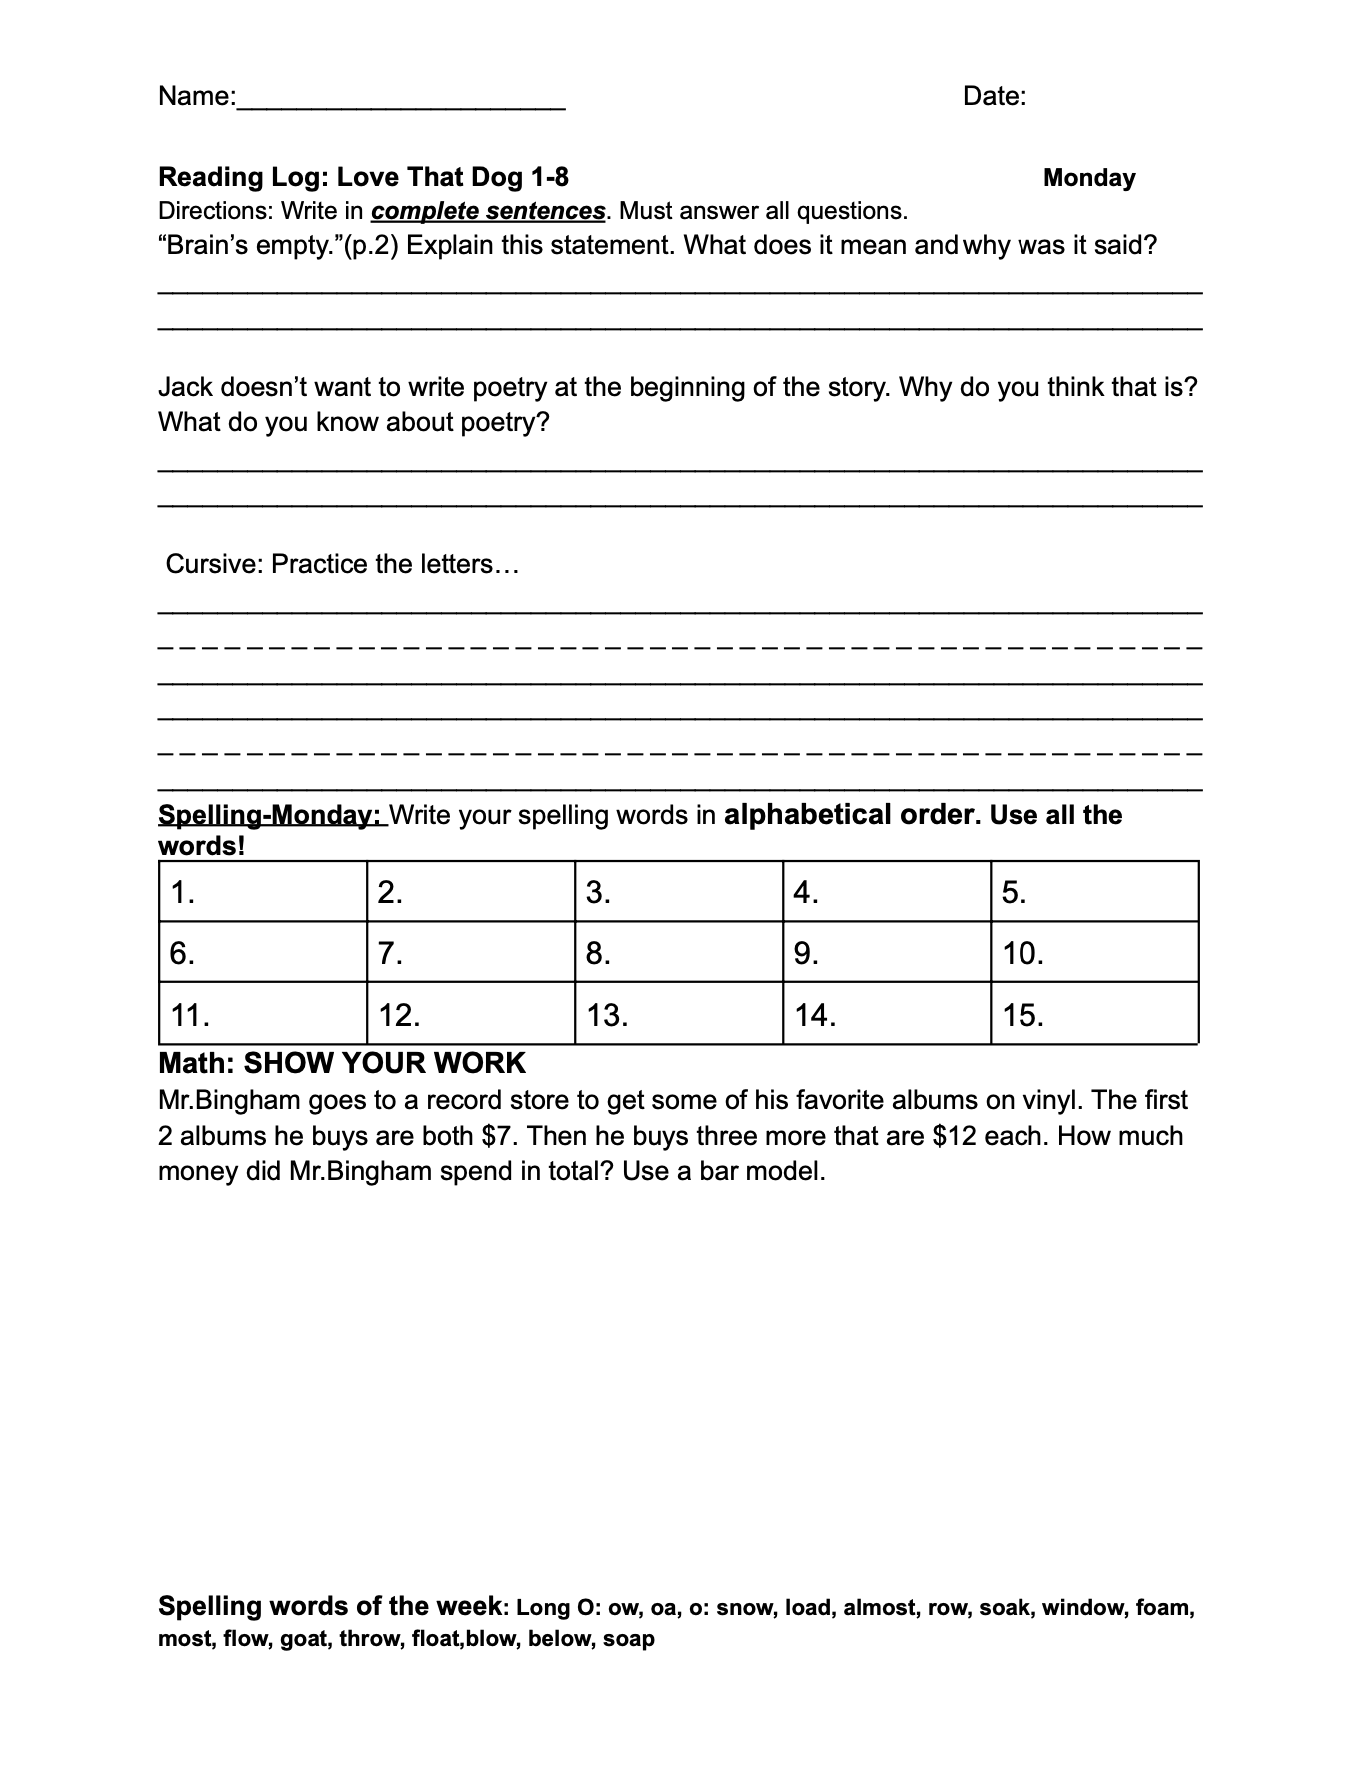 Name:______________________ Date:
Reading Log: Love That Dog 1-8 Monday
Directions: Write in complete sentences. Must answer all questions.
“Brain’s empty.”(p.2) Explain this statement. What does it mean and why was it said?
Jack doesn’t want to write poetry at the beginning of the story. Why do you think that is?
What do you know about poetry?
Cursive: Practice the letters…
Spelling-Monday: Write your spelling words in alphabetical order. Use all the
words!
1. 2. 3. 4. 5.
6. 7. 8. 9. 10.
11. 12. 13. 14. 15.
Math: SHOW YOUR WORK
Mr.Bingham goes to a record store to get some of his favorite albums on vinyl. The first
2 albums he buys are both $7. Then he buys three more that are $12 each. How much
money did Mr.Bingham spend in total? Use a bar model.
Spelling words of the week: Long O: ow, oa, o: snow, load, almost, row, soak, window, foam,
most, flow, goat, throw, float,blow, below, soap